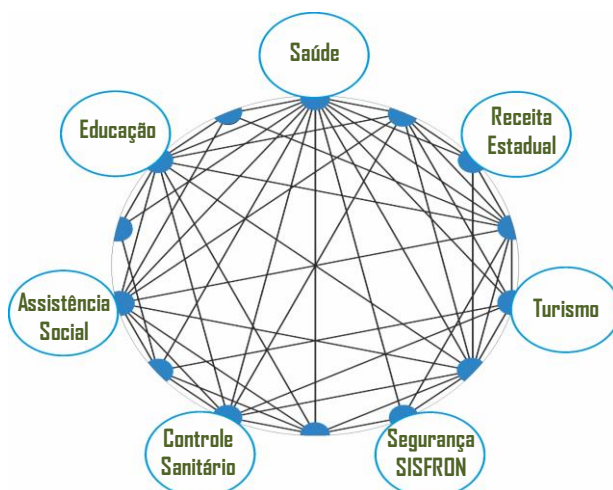 Saúde
Educação
Receita
Estadual
Assistência
Social
Turismo
Controle
Sanitário
Segurança
SISFRON